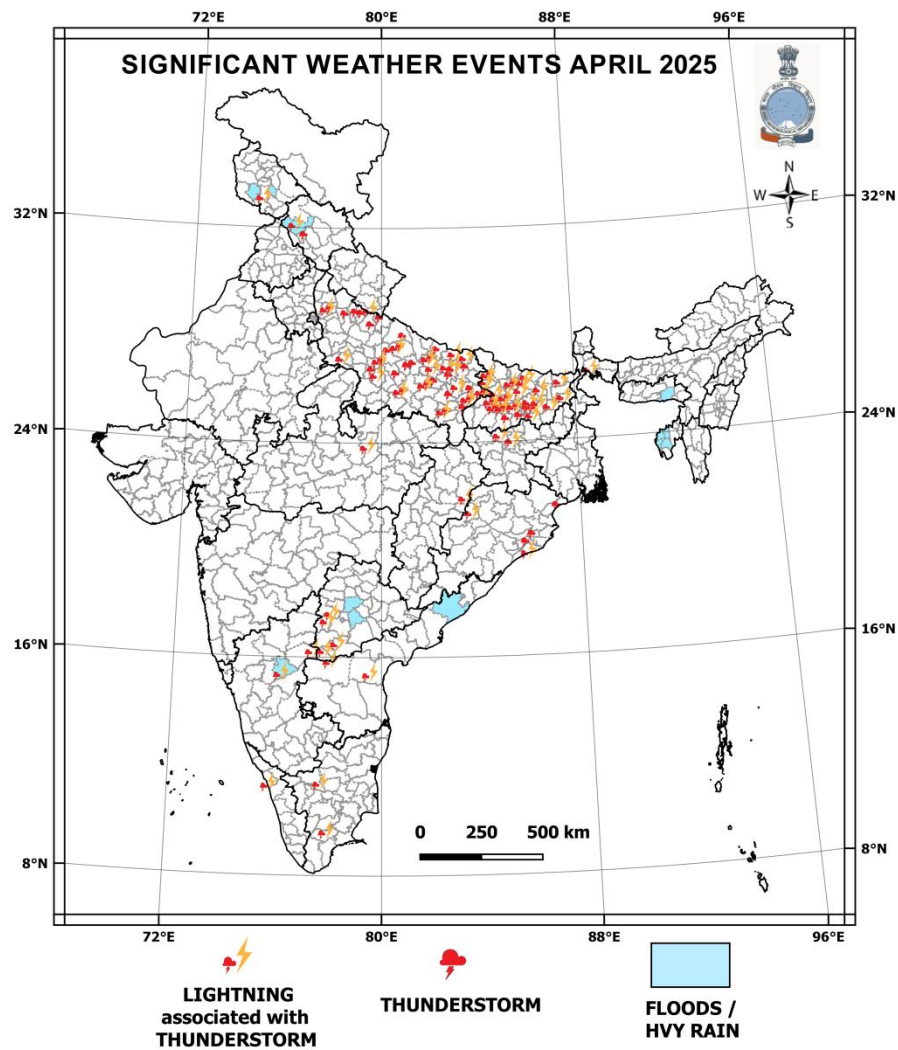 72°E 80°E 88°E 96°E
SIGNIFICANT WEATHER EVENTS APRIL 2025
N
W E
S
32°N 32°N
24°N 24°N
16°N 16°N
0 250 500 km
8°N 8°N
72°E 80°E 88°E 96°E
LIGHTNING
associated with
THUNDERSTORM
THUNDERSTORM
FLOODS /
HVY RAIN